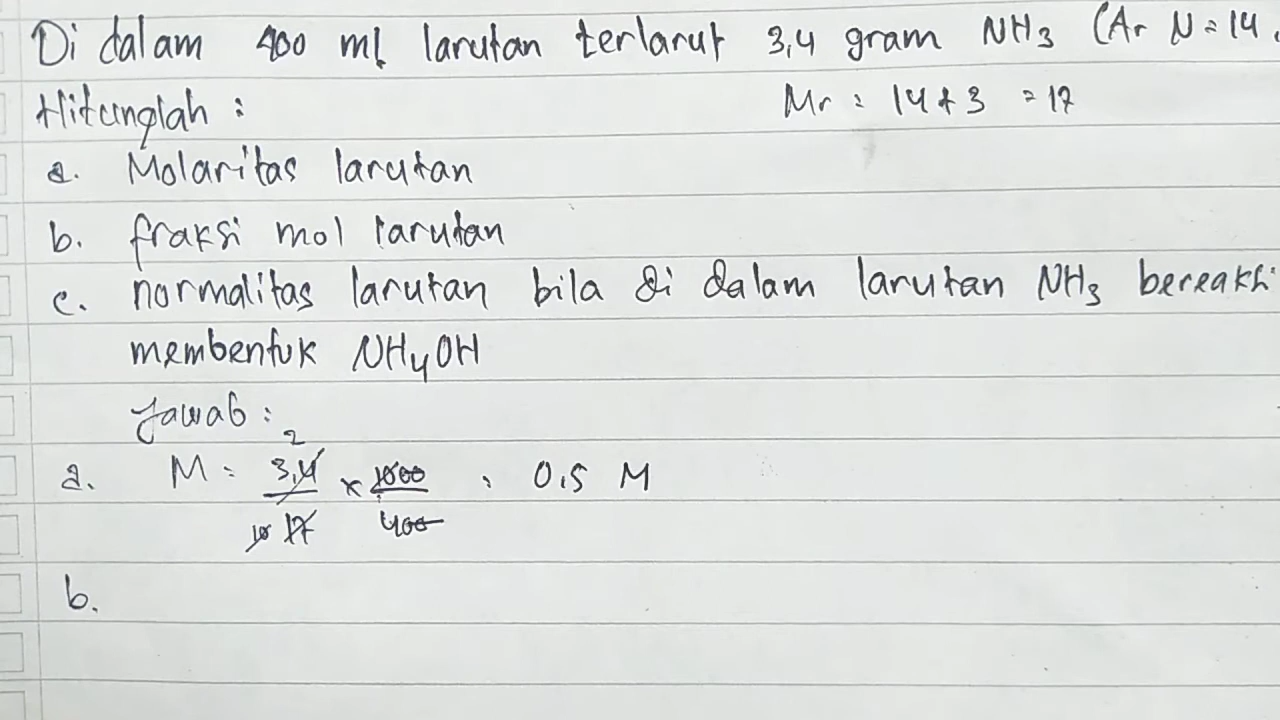 Di dalam 400 ml larutan terlarut 3,4 gram NH3 (Ar N = 14,
Hitunglah : Mr = 14 + 3 = 17
a. Molaritas larutan
b. fraksi mol larutan
c. normalitas larutan bila di dalam larutan NH3 bereaksi
membentuk NH4OH
Jawab :
a. M = 3,4/17 x 1000/400 = 0,5 M
2
10
b.